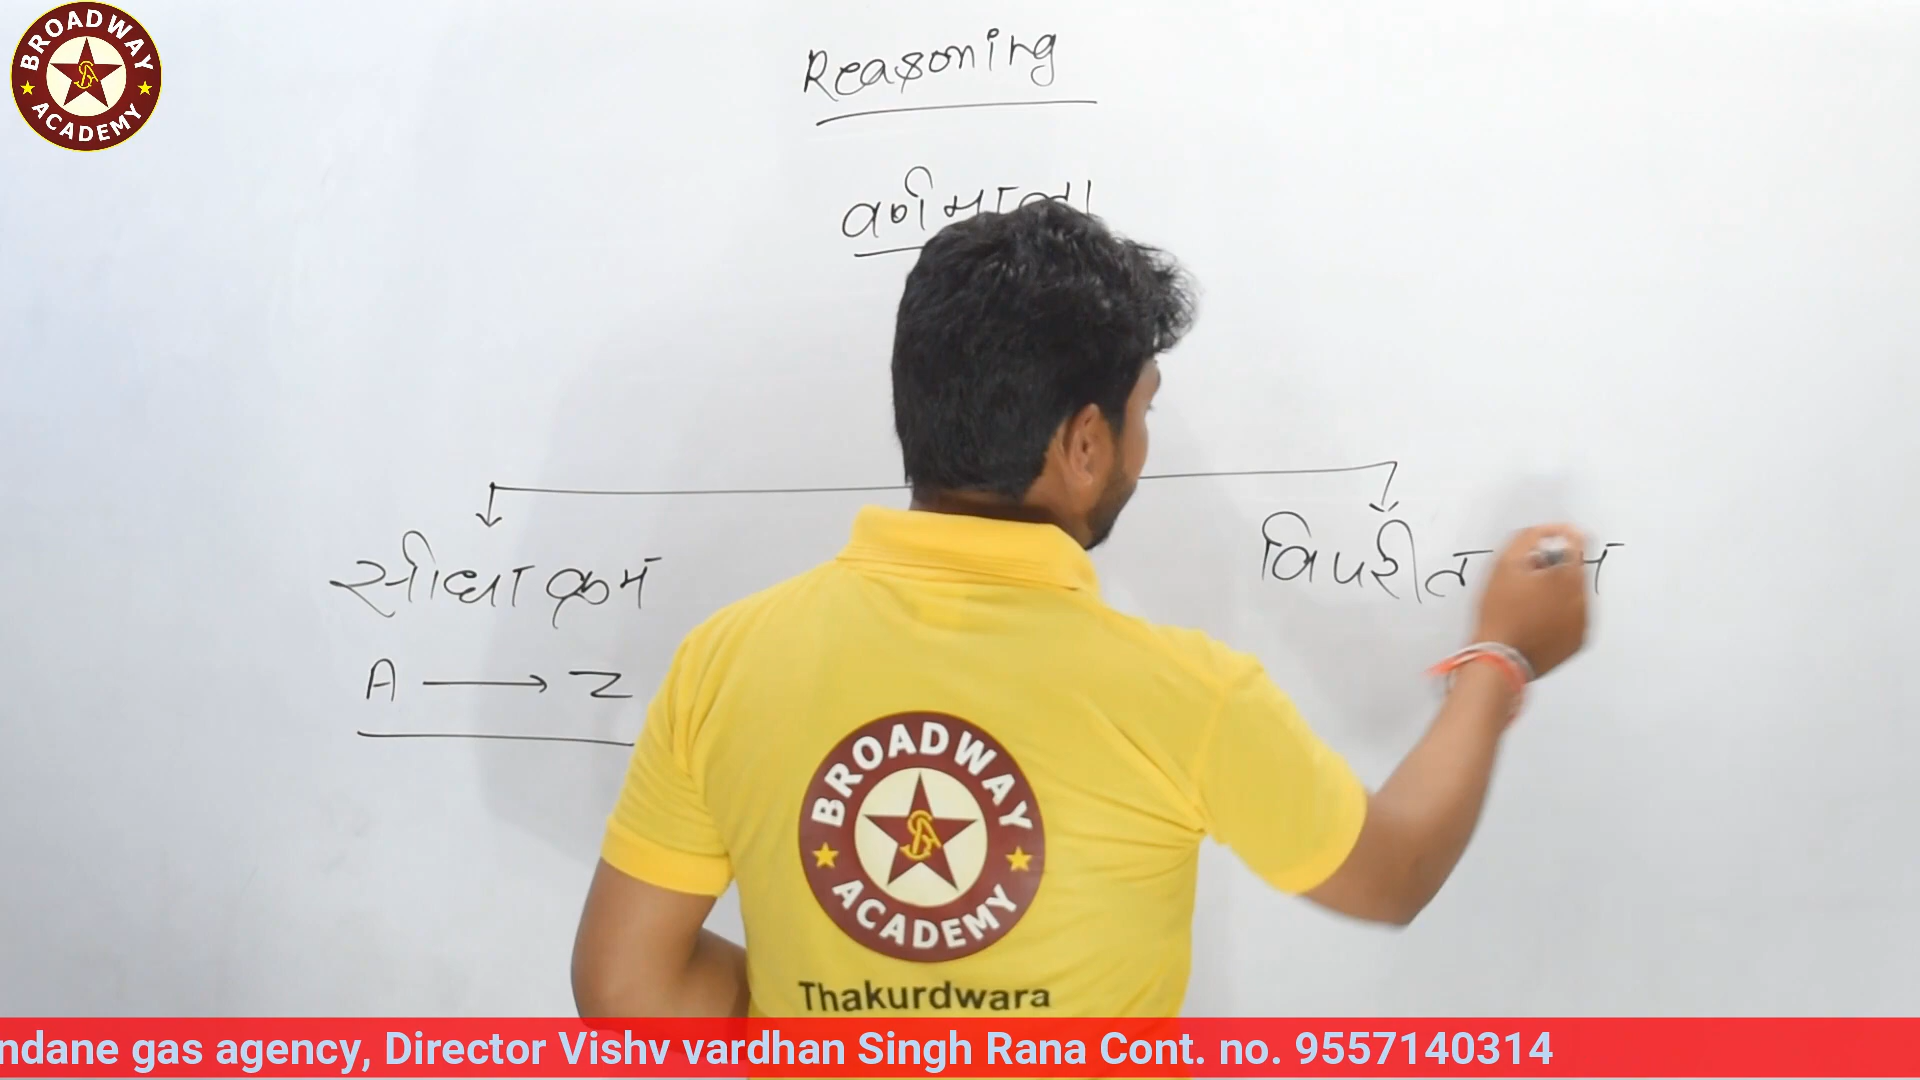 BROADWAY
ACADEMY
Reasoning
वर्णमाला
सीधा क्रम
विपरीत
A → Z
BROADWAY
ACADEMY
Thakurdwara
ndane gas agency, Director Vishv vardhan Singh Rana Cont. no. 9557140314